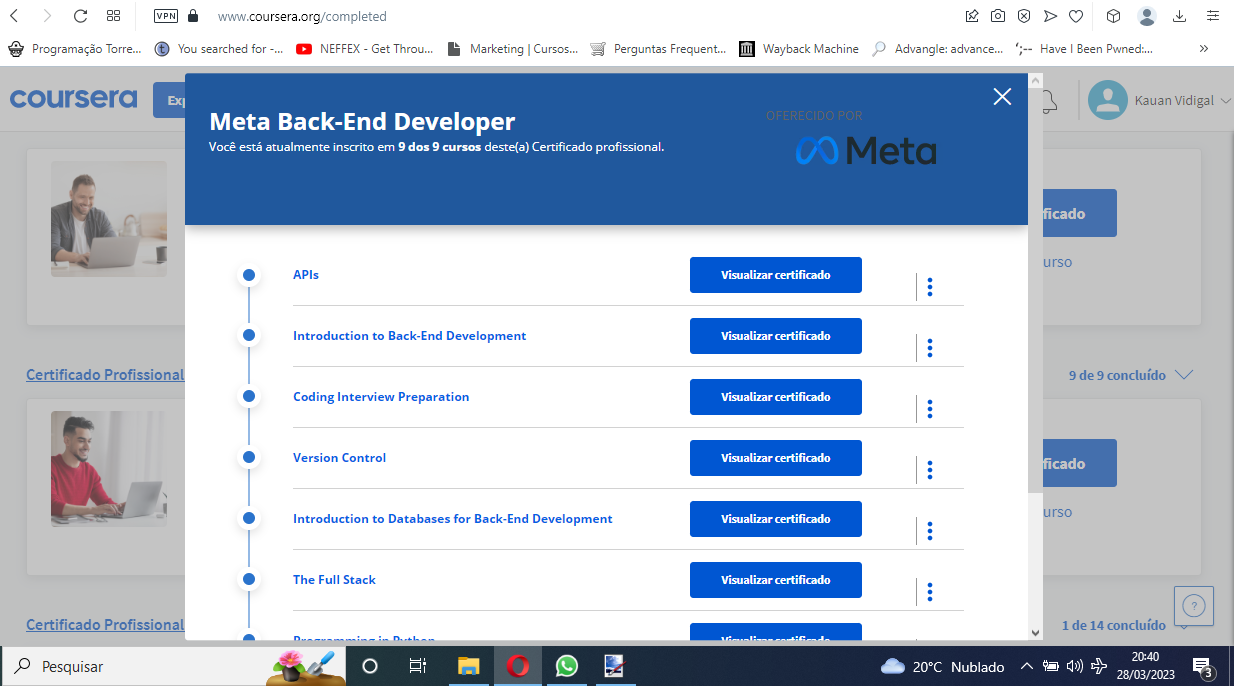 VPN
www.coursera.org/completed
Programação Torre...
You searched for -...
NEFFEX - Get Throu...
Marketing | Cursos...
Perguntas Frequent...
Wayback Machine
Advangle: advance...
Have I Been Pwned:...
»
coursera
Exp
Kauan Vidigal
Meta Back-End Developer
Você está atualmente inscrito em 9 dos 9 cursos deste(a) Certificado profissional.
OFERECIDO POR
Meta
ficado
urso
APIs
Visualizar certificado
Introduction to Back-End Development
Visualizar certificado
Certificado Profissional
9 de 9 concluído
Coding Interview Preparation
Visualizar certificado
Version Control
Visualizar certificado
ficado
urso
Introduction to Databases for Back-End Development
Visualizar certificado
The Full Stack
Visualizar certificado
?
Certificado Profissional
1 de 14 concluído
Programming in Python
Visualizar certificado
Pesquisar
20°C Nublado
20:40
28/03/2023
3